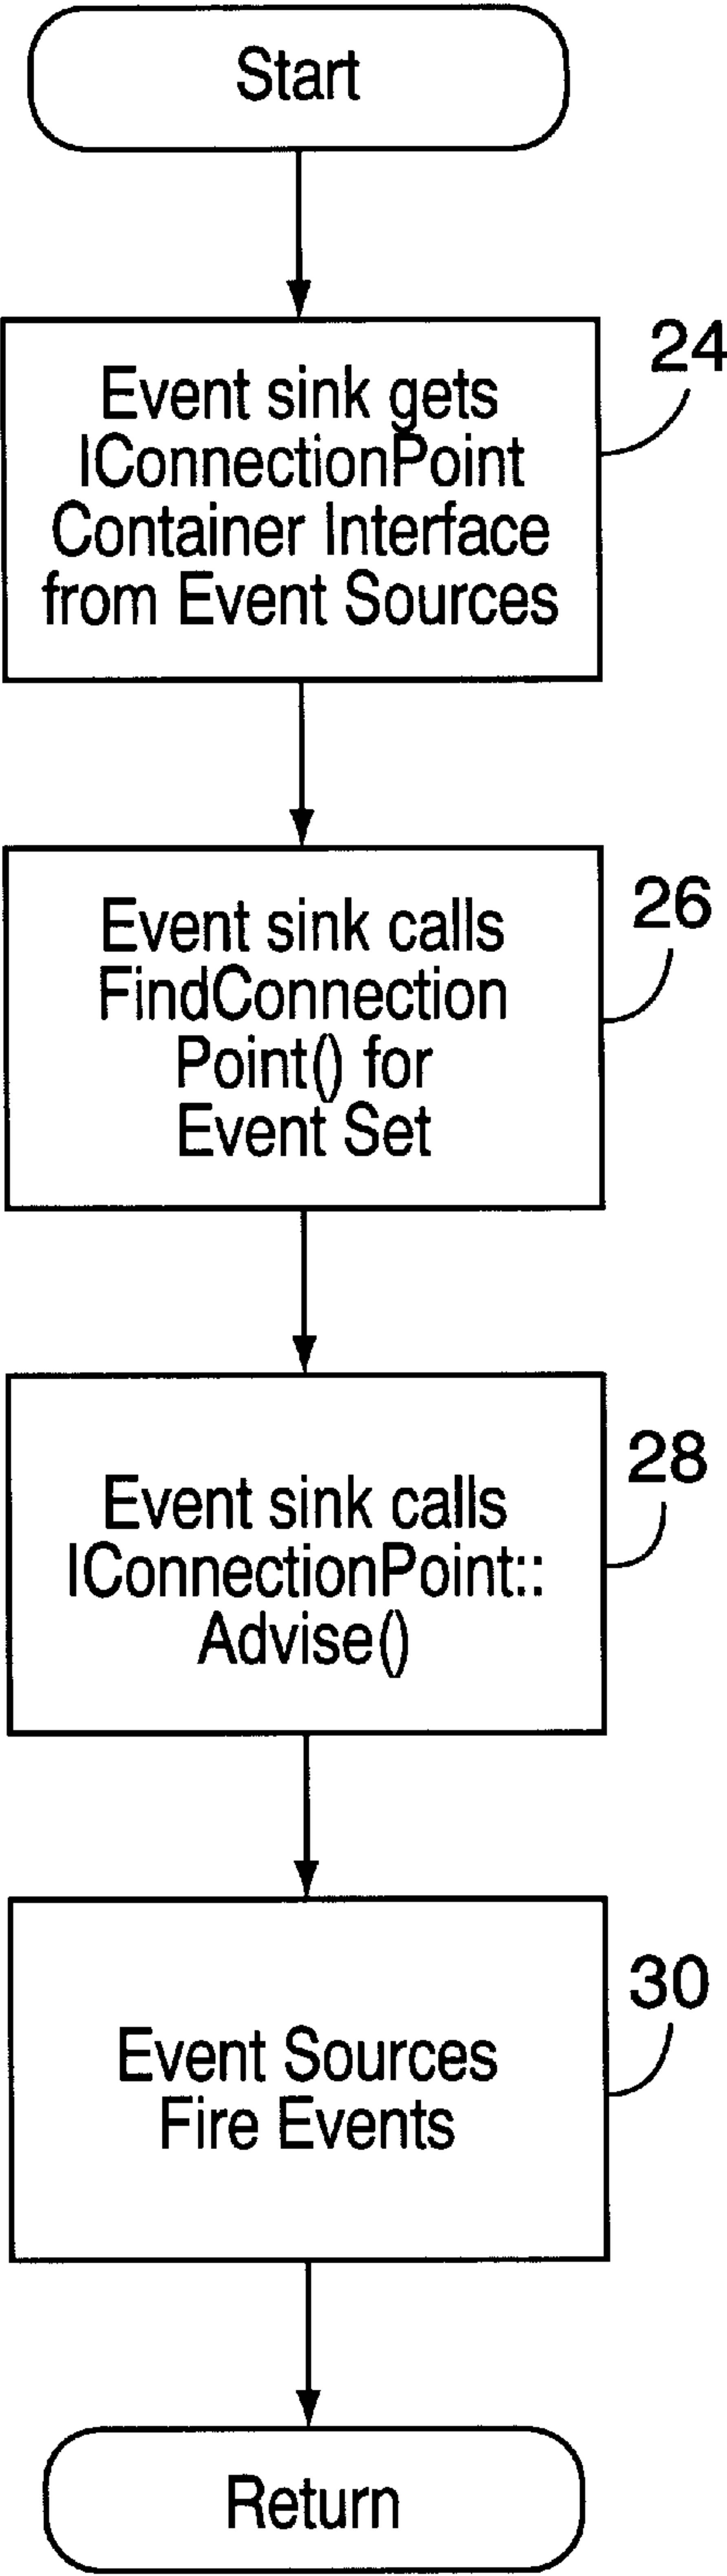 Start
24
Event sink gets
IConnectionPoint
Container Interface
from Event Sources
26
Event sink calls
FindConnection
Point() for
Event Set
28
Event sink calls
IConnectionPoint::
Advise()
30
Event Sources
Fire Events
Return